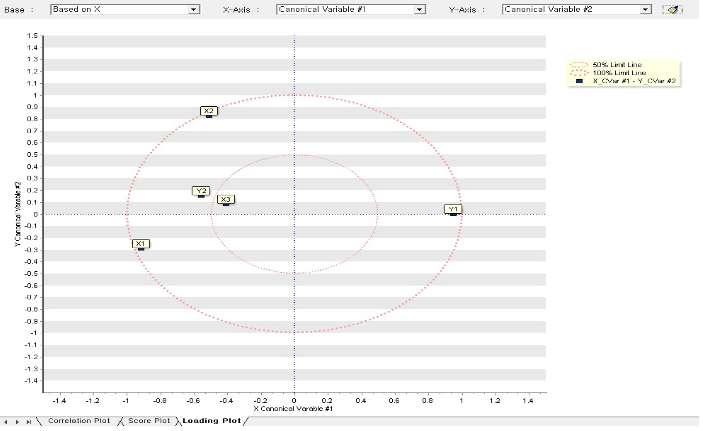 Base : Based on X X-Axis : Canonical Variable #1 Y-Axis : Canonical Variable #2
50% Limit Line
100% Limit Line
X_CVar #1 - Y_CVar #2
1.5
1.4
1.3
1.2
1.1
1
0.9
0.8
0.7
0.6
0.5
0.4
0.3
0.2
0.1
0
-0.1
-0.2
-0.3
-0.4
-0.5
-0.6
-0.7
-0.8
-0.9
-1
-1.1
-1.2
-1.3
-1.4
Y Canonical Variable #2
X2
Y2
X3
Y1
X1
-1.4 -1.2 -1 -0.8 -0.6 -0.4 -0.2 0 0.2 0.4 0.6 0.8 1 1.2 1.4
X Canonical Variable #1
Correlation Plot Score Plot Loading Plot